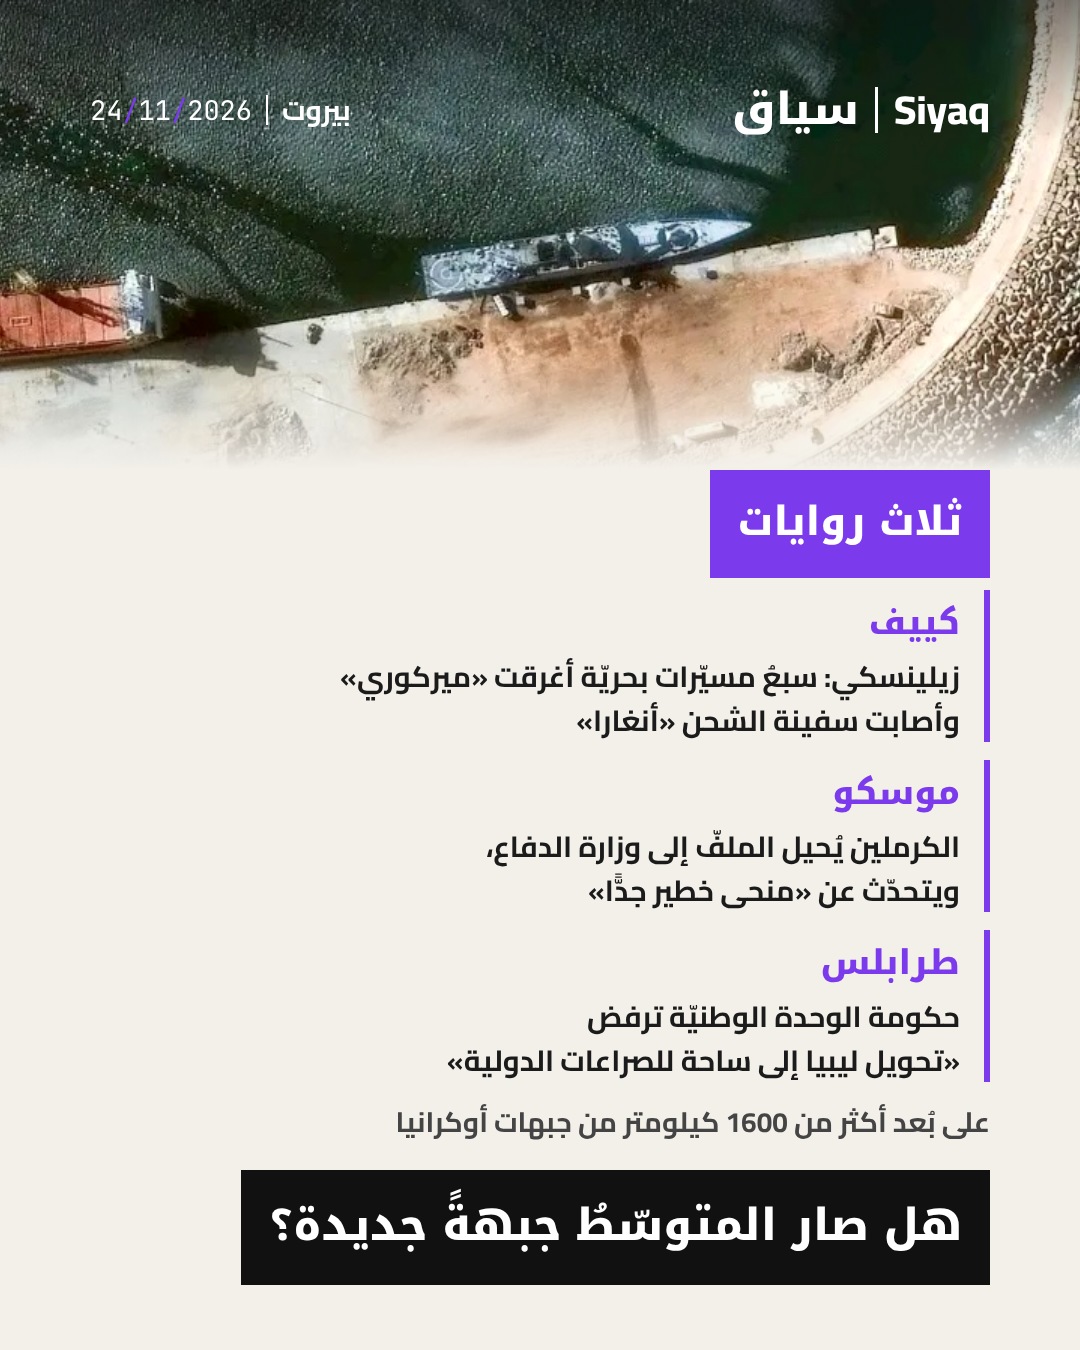 Siyaq | سياق
بيروت | 24/11/2026
ثلاث روايات
كييف
زيلينسكي: سبعُ مسيّرات بحريّة أغرقت «ميركوري»
وأصابت سفينة الشحن «أنغارا»
موسكو
الكرملين يُحيل الملفّ إلى وزارة الدفاع،
ويتحدّث عن «منحى خطير جدًّا»
طرابلس
حكومة الوحدة الوطنيّة ترفض
«تحويل ليبيا إلى ساحة للصراعات الدولية»
على بُعد أكثر من 1600 كيلومتر من جبهات أوكرانيا
هل صار المتوسّطُ جبهةً جديدة؟